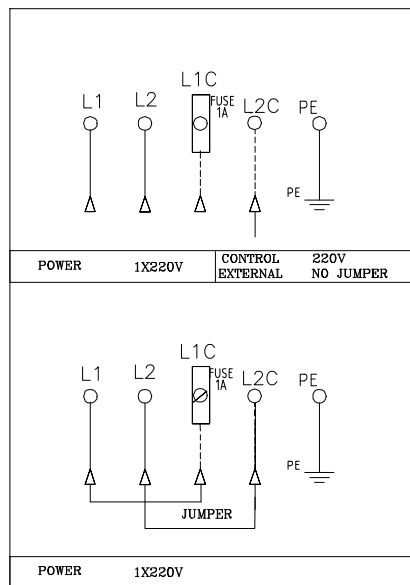 L1 L2 L1C L2C PE
FUSE
1A
PE
POWER 1X220V CONTROL 220V
EXTERNAL NO JUMPER
L1 L2 L1C L2C PE
FUSE
1A
PE
JUMPER
POWER 1X220V